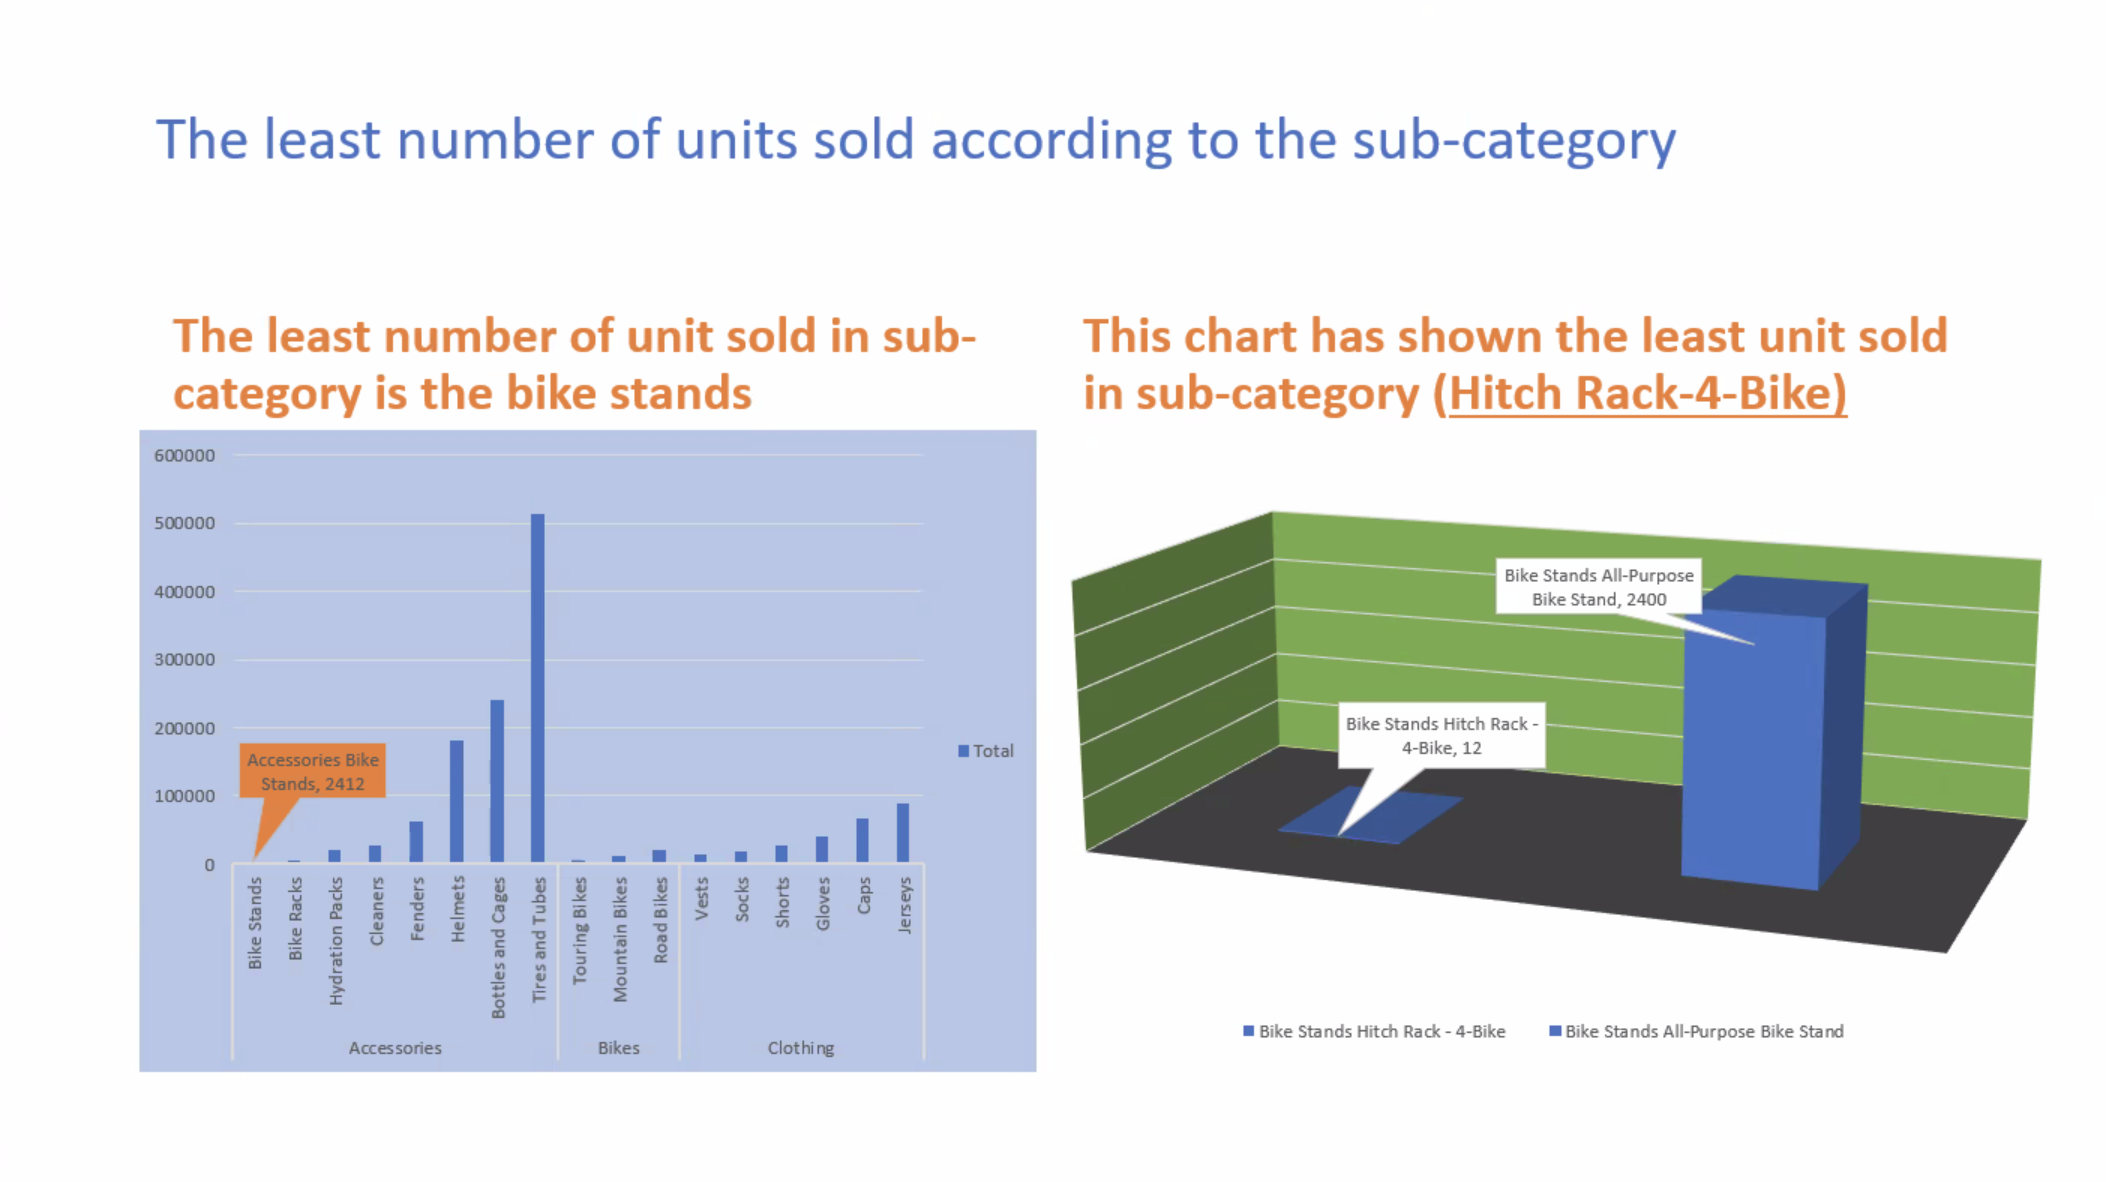 The least number of units sold according to the sub-category
The least number of unit sold in sub-
category is the bike stands
This chart has shown the least unit sold
in sub-category (Hitch Rack-4-Bike)
600000
500000
400000
300000
200000
100000
0
Accessories Bike
Stands, 2412
Total
Bike Stands
Bike Racks
Hydration Packs
Cleaners
Fenders
Helmets
Bottles and Cages
Tires and Tubes
Touring Bikes
Mountain Bikes
Road Bikes
Vests
Socks
Shorts
Gloves
Caps
Jerseys
Accessories
Bikes
Clothing
Bike Stands All-Purpose
Bike Stand, 2400
Bike Stands Hitch Rack -
4-Bike, 12
Bike Stands Hitch Rack - 4-Bike
Bike Stands All-Purpose Bike Stand